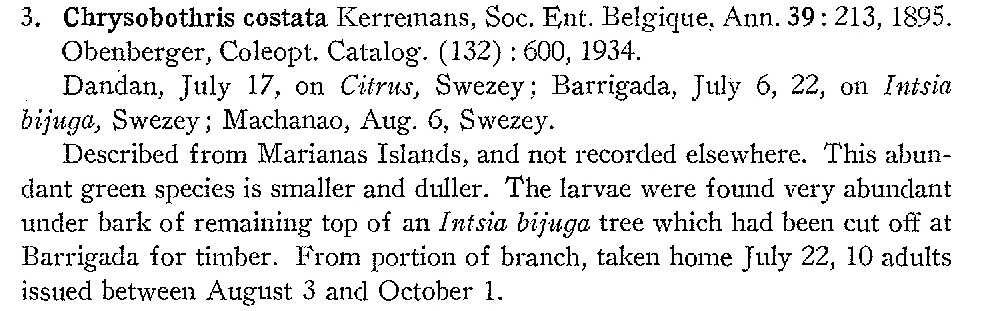 3. Chrysobothris costata Kerremans, Soc. Ent. Belgique, Ann. 39: 213, 1895.
Obenberger, Coleopt. Catalog. (132): 600, 1934.
Dandan, July 17, on Citrus, Swezey; Barrigada, July 6, 22, on Intsia
bijuga, Swezey; Machanao, Aug. 6, Swezey.
Described from Marianas Islands, and not recorded elsewhere. This abun-
dant green species is smaller and duller. The larvae were found very abundant
under bark of remaining top of an Intsia bijuga tree which had been cut off at
Barrigada for timber. From portion of branch, taken home July 22, 10 adults
issued between August 3 and October 1.